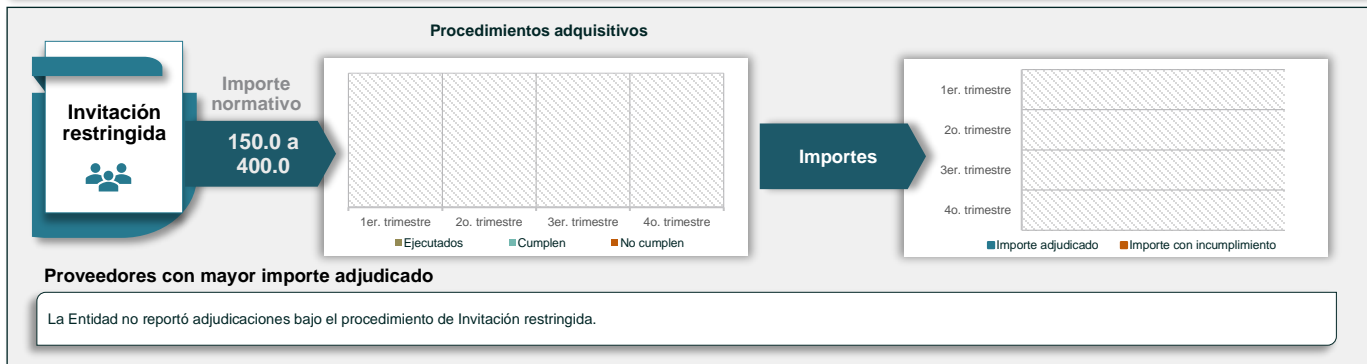 Procedimientos adquisitivos
Invitación
restringida
Importe
normativo
150.0 a
400.0
1er. trimestre
2o. trimestre
3er. trimestre
4o. trimestre
Ejecutados
Cumplen
No cumplen
Importes
1er. trimestre
2o. trimestre
3er. trimestre
4o. trimestre
Importe adjudicado
Importe con incumplimiento
Proveedores con mayor importe adjudicado
La Entidad no reportó adjudicaciones bajo el procedimiento de Invitación restringida.